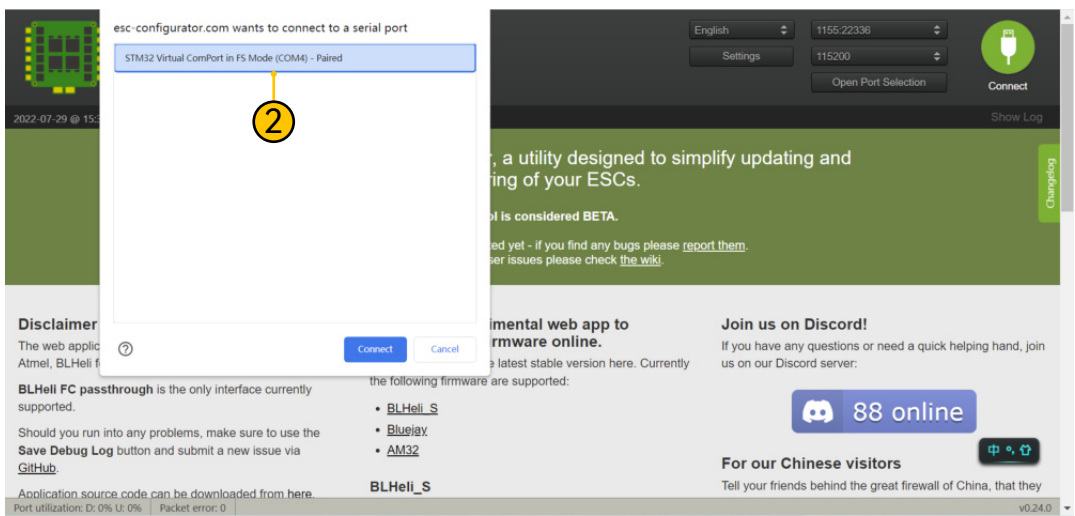 esc-configurator.com wants to connect to a serial port
STM32 Virtual ComPort in FS Mode (COM4) - Paired
2
Connect
Cancel
English
1155:22336
Settings
115200
Open Port Selection
Connect
2022-07-29 @ 15:
Show Log
Changelog
, a utility designed to simplify updating and
ring of your ESCs.
ol is considered BETA.
ted yet - if you find any bugs please report them.
ser issues please check the wiki.
Disclaimer
The web applic
Atmel, BLHeli f
BLHeli FC passthrough is the only interface currently
supported.
Should you run into any problems, make sure to use the
Save Debug Log button and submit a new issue via
GitHub.
Application source code can be downloaded from here.
imental web app to
rmware online.
latest stable version here. Currently
the following firmware are supported:
• BLHeli_S
• Bluejay
• AM32
BLHeli_S
Join us on Discord!
If you have any questions or need a quick helping hand, join
us on our Discord server:
88 online
For our Chinese visitors
Tell your friends behind the great firewall of China, that they
中
Port utilization: D: 0% U: 0%
Packet error: 0
v0.24.0